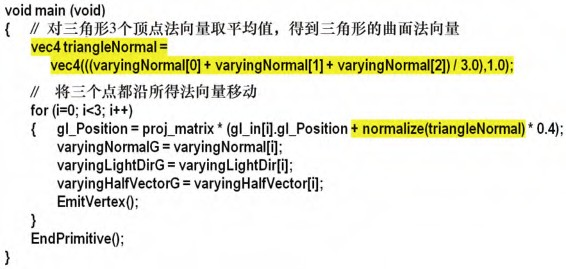 void main (void)
{ // 对三角形3个顶点法向量取平均值，得到三角形的曲面法向量
vec4 triangleNormal =
vec4(((varyingNormal[0] + varyingNormal[1] + varyingNormal[2]) / 3.0),1.0);
// 将三个点都沿所得法向量移动
for (i=0; i<3; i++)
{ gl_Position = proj_matrix * (gl_in[i].gl_Position + normalize(triangleNormal) * 0.4);
varyingNormalG = varyingNormal[i];
varyingLightDirG = varyingLightDir[i];
varyingHalfVectorG = varyingHalfVector[i];
EmitVertex();
}
EndPrimitive();
}